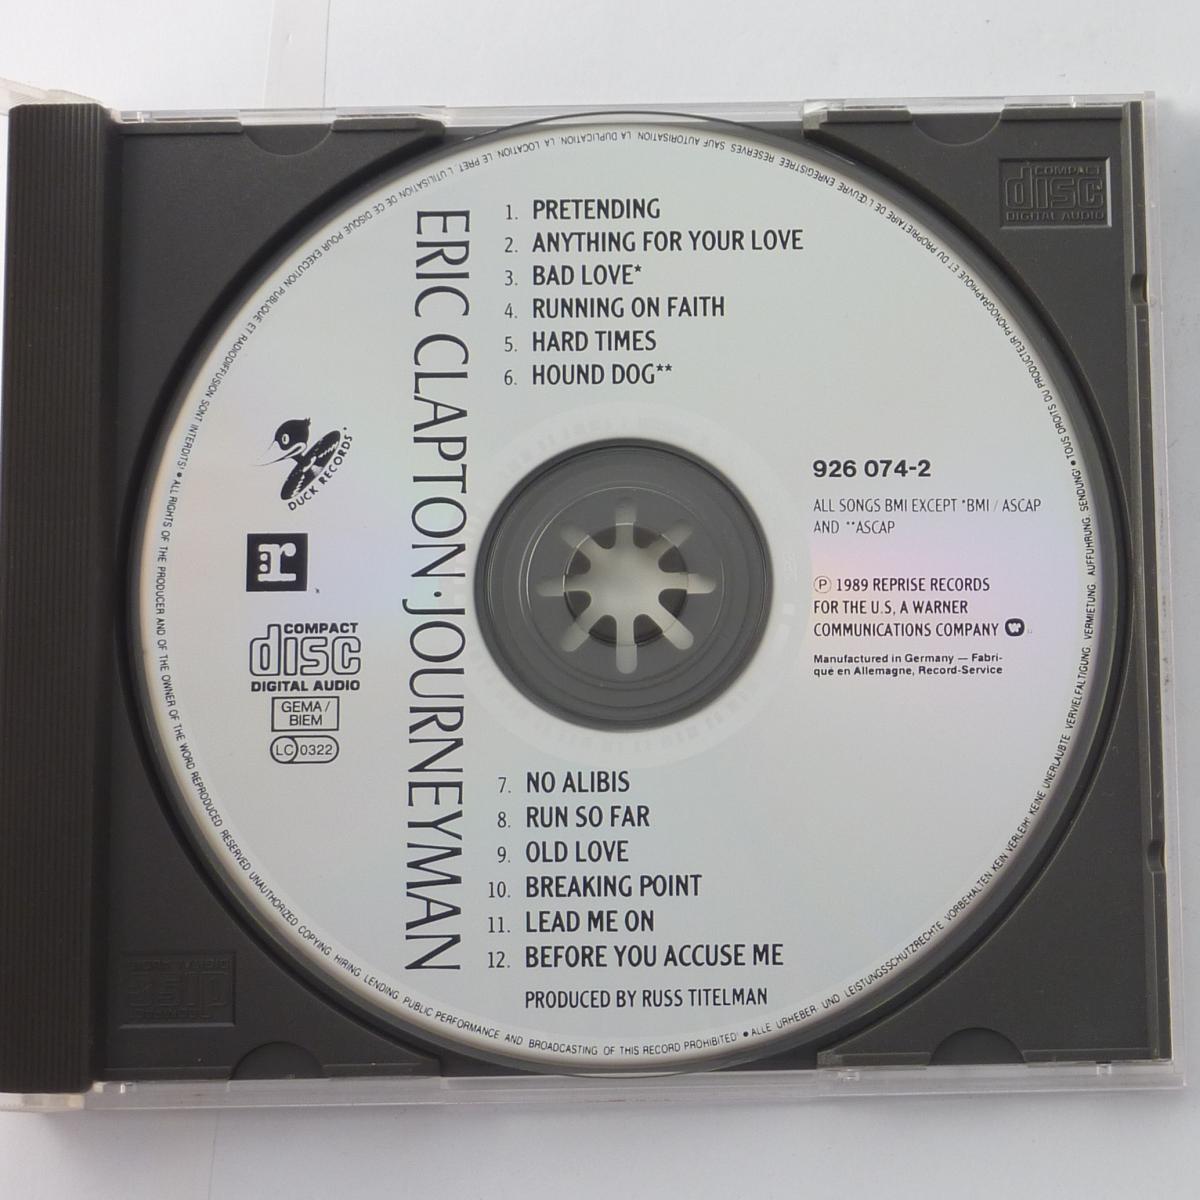 ERIC CLAPTON · JOURNEYMAN
1. PRETENDING
2. ANYTHING FOR YOUR LOVE
3. BAD LOVE*
4. RUNNING ON FAITH
5. HARD TIMES
6. HOUND DOG**
DUCK RECORDS
r
COMPACT
disc
DIGITAL AUDIO
GEMA/
BIEM
LC 0322
926 074-2
ALL SONGS BMI EXCEPT *BMI / ASCAP
AND **ASCAP
℗ 1989 REPRISE RECORDS
FOR THE U.S, A WARNER
COMMUNICATIONS COMPANY
Manufactured in Germany — Fabri-
qué en Allemagne, Record-Service
7. NO ALIBIS
8. RUN SO FAR
9. OLD LOVE
10. BREAKING POINT
11. LEAD ME ON
12. BEFORE YOU ACCUSE ME
PRODUCED BY RUSS TITELMAN
• ALL RIGHTS OF THE PRODUCER AND OF THE OWNER OF THE WORD REPRODUCED RESERVED UNAUTHORIZED COPYING, HIRING, LENDING, PUBLIC PERFORMANCE AND BROADCASTING OF THIS RECORD PROHIBITED! • ALLE URHEBER- UND LEISTUNGSSCHUTZRECHTE VORBEHALTEN KEIN VERLEIH! KEINE UNERLAUBTE VERVIELFÄLTIGUNG, VERMIETUNG, AUFFÜHRUNG, SENDUNG! • TOUS DROITS DU PRODUCTEUR PHONOGRAPHIQUE ET DU PROPRIETAIRE DE L'ŒUVRE ENREGISTREE RESERVES SAUF AUTORISATION LA DUPLICATION, LA LOCATION, LE PRET, L'UTILISATION DE CE DISQUE POUR EXECUTION PUBLIQUE ET RADIODIFFUSION SONT INTERDITS!
COMPACT
disc
DIGITAL AUDIO